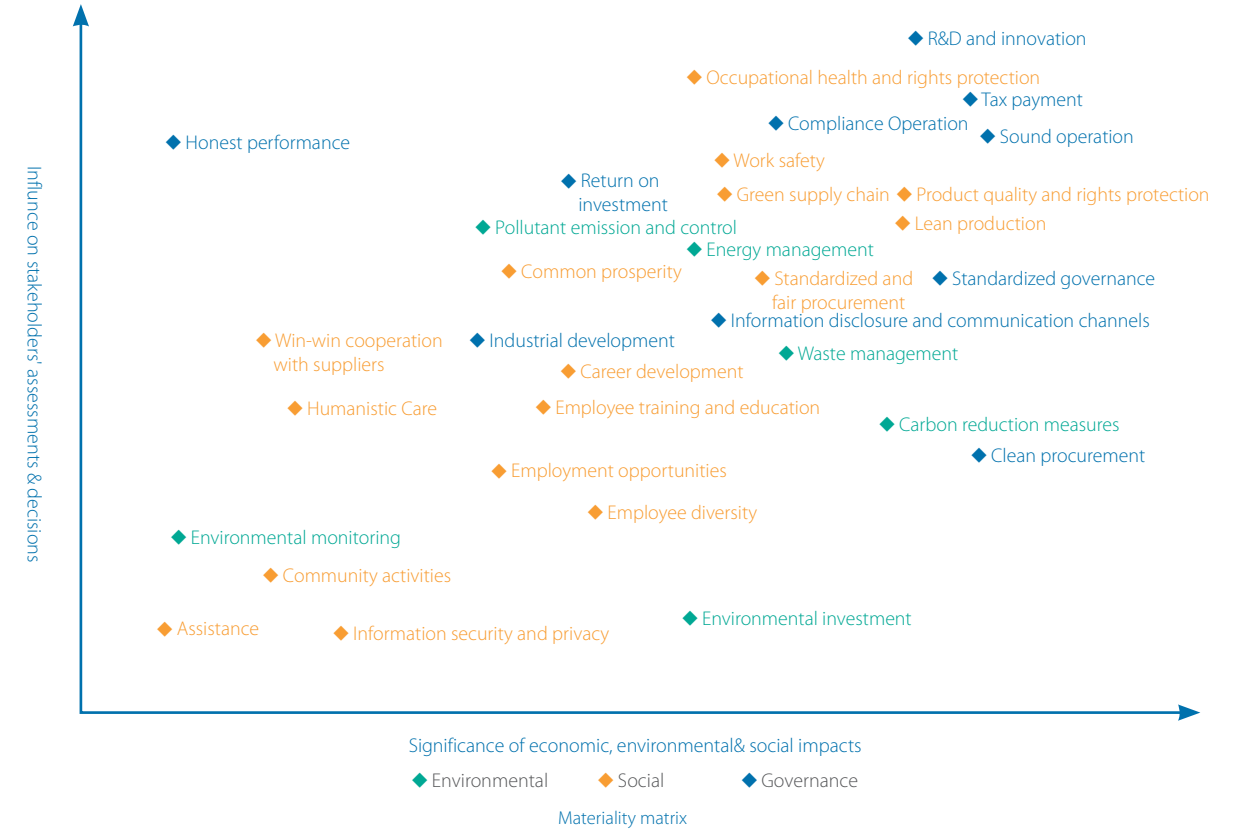 R&D and innovation
Occupational health and rights protection
Tax payment
Compliance Operation
Sound operation
Honest performance
Work safety
Return on
investment
Green supply chain
Product quality and rights protection
Lean production
Pollutant emission and control
Energy management
Common prosperity
Standardized and
fair procurement
Standardized governance
Information disclosure and communication channels
Win-win cooperation
with suppliers
Industrial development
Waste management
Career development
Humanistic Care
Employee training and education
Carbon reduction measures
Clean procurement
Employment opportunities
Employee diversity
Environmental monitoring
Community activities
Assistance
Information security and privacy
Environmental investment
Influnce on stakeholders' assessments & decisions
Significance of economic, environmental& social impacts
Environmental
Social
Governance
Materiality matrix